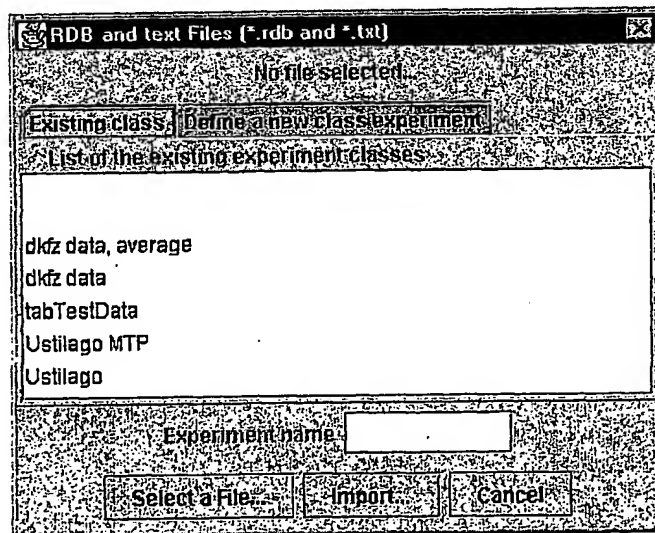 RDB and text Files (*.rdb and *.txt)
No file selected...
Existing class Define a new class experiment
List of the existing experiment classes
dkfz data, average
dkfz data
tabTestData
Ustilago MTP
Ustilago
Experiment name
Select a File... Import... Cancel